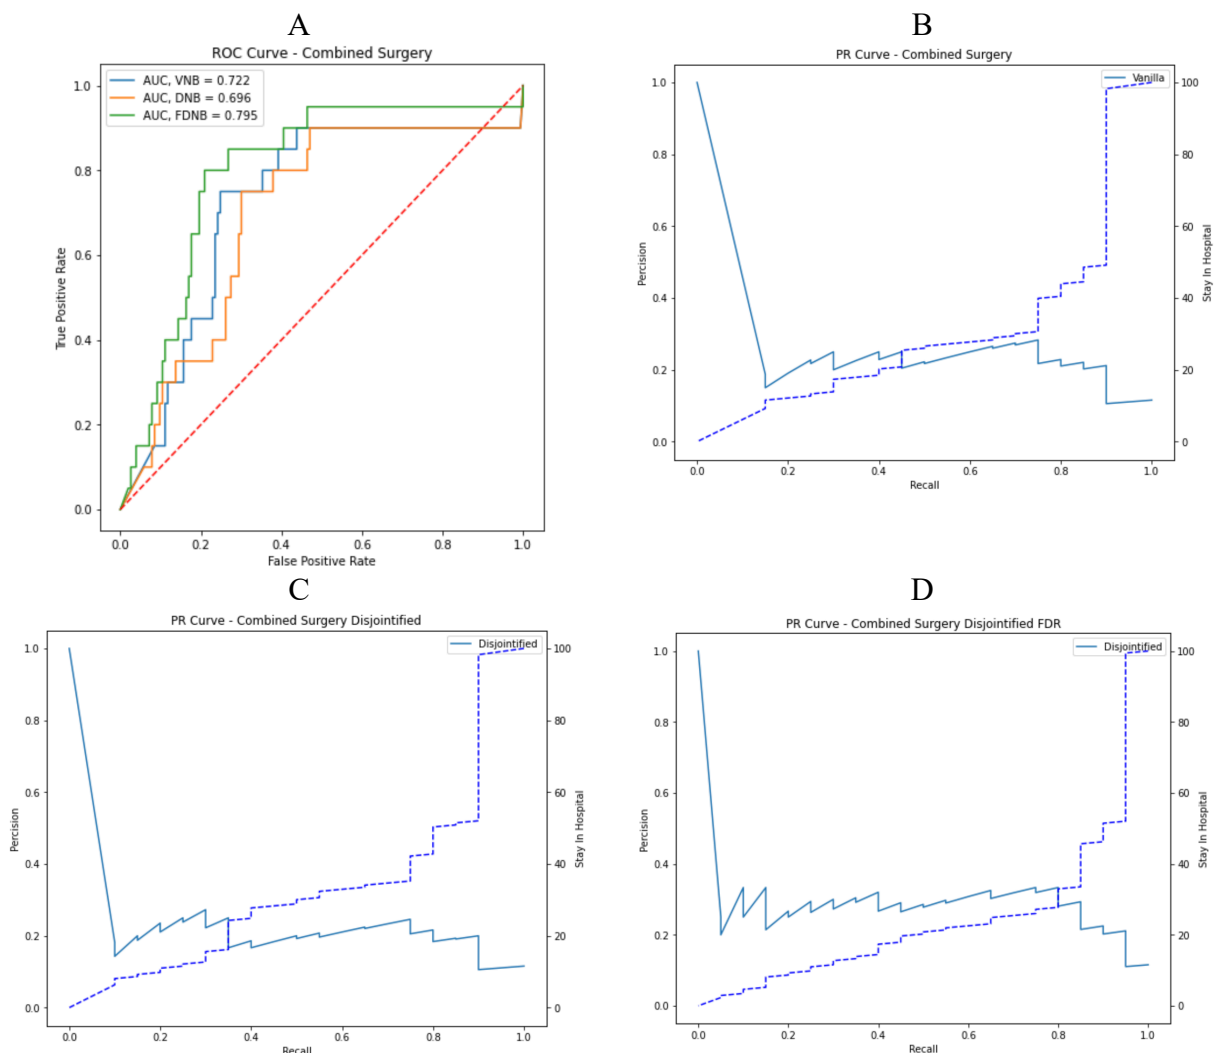 A
ROC Curve - Combined Surgery
AUC, VNB = 0.722
AUC, DNB = 0.696
AUC, FDNB = 0.795
True Positive Rate
1.0
0.8
0.6
0.4
0.2
0.0
0.0 0.2 0.4 0.6 0.8 1.0
False Positive Rate
B
PR Curve - Combined Surgery
Vanilla
Percision
1.0
0.8
0.6
0.4
0.2
0.0
100
80
60
40
20
0
Stay In Hospital
0.0 0.2 0.4 0.6 0.8 1.0
Recall
C
PR Curve - Combined Surgery Disjointified
Disjointified
Percision
1.0
0.8
0.6
0.4
0.2
0.0
100
80
60
40
20
0
Stay In Hospital
0.0 0.2 0.4 0.6 0.8 1.0
Recall
D
PR Curve - Combined Surgery Disjointified FDR
Disjointified
Percision
1.0
0.8
0.6
0.4
0.2
0.0
100
80
60
40
20
0
Stay In Hospital
0.0 0.2 0.4 0.6 0.8 1.0
Recall